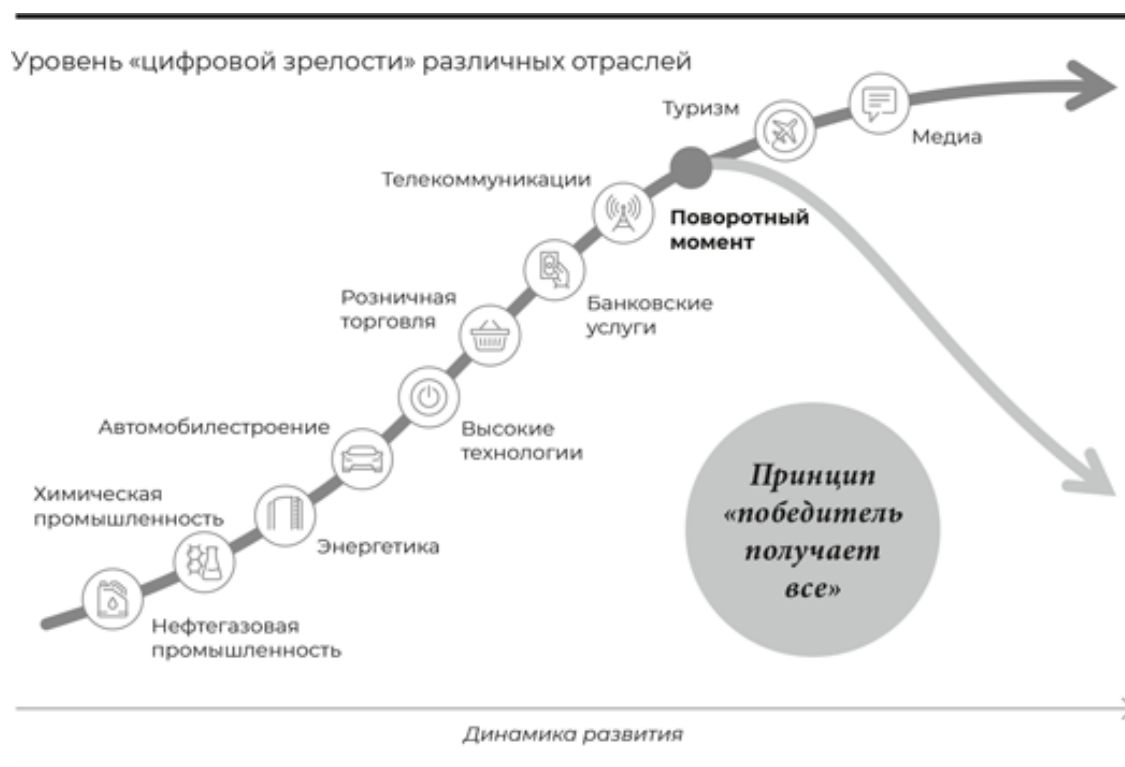 Уровень «цифровой зрелости» различных отраслей
Туризм
Медиа
Телекоммуникации
Поворотный
момент
Розничная
торговля
Банковские
услуги
Автомобилестроение
Высокие
технологии
Химическая
промышленность
Энергетика
Нефтегазовая
промышленность
Принцип
«победитель
получает
все»
Динамика развития